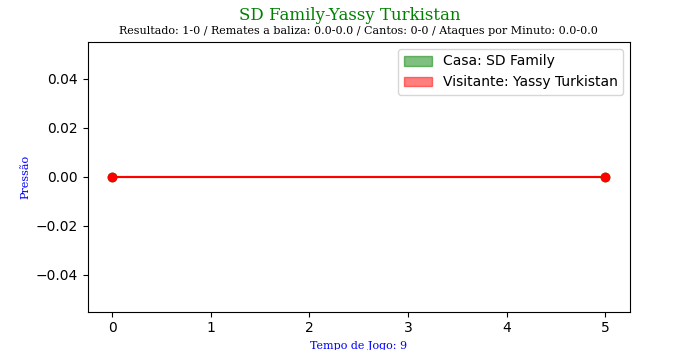 SD Family-Yassy Turkistan
Resultado: 1-0 / Remates a baliza: 0.0-0.0 / Cantos: 0-0 / Ataques por Minuto: 0.0-0.0
Casa: SD Family
Visitante: Yassy Turkistan
0.04
0.02
0.00
−0.02
−0.04
Pressão
0 1 2 3 4 5
Tempo de Jogo: 9